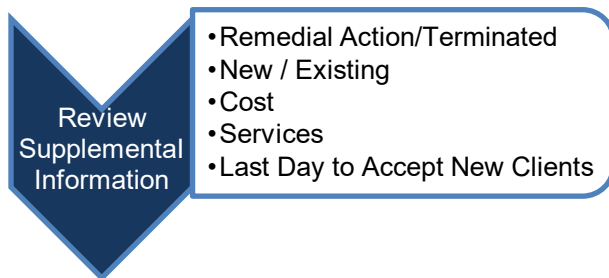 Review
Supplemental
Information
•Remedial Action/Terminated
•New / Existing
•Cost
•Services
•Last Day to Accept New Clients